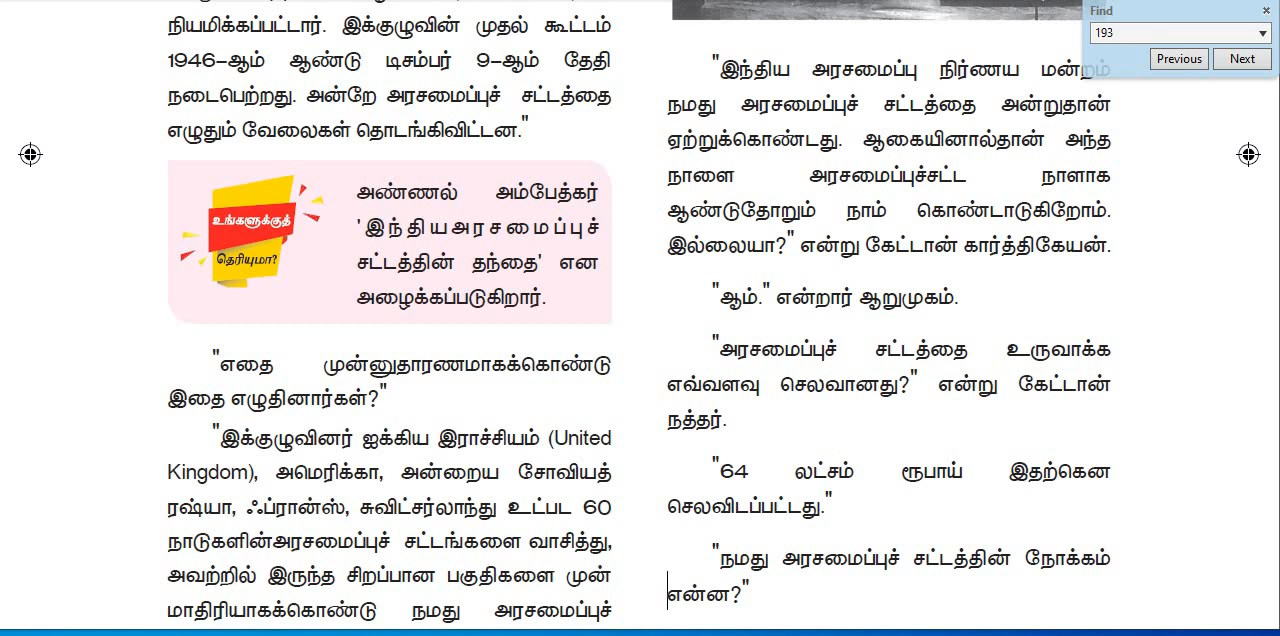 நியமிக்கப்பட்டார். இக்குழுவின் முதல் கூட்டம்
1946–ஆம் ஆண்டு டிசம்பர் 9–ஆம் தேதி
நடைபெற்றது. அன்றே அரசமைப்புச் சட்டத்தை
எழுதும் வேலைகள் தொடங்கிவிட்டன."
உங்களுக்குத்
தெரியுமா?
அண்ணல் அம்பேத்கர்
'இந்தியஅரசமைப்புச்
சட்டத்தின் தந்தை' என
அழைக்கப்படுகிறார்.
"எதை முன்னுதாரணமாகக்கொண்டு
இதை எழுதினார்கள்?"
"இக்குழுவினர் ஐக்கிய இராச்சியம் (United
Kingdom), அமெரிக்கா, அன்றைய சோவியத்
ரஷ்யா, ஃப்ரான்ஸ், சுவிட்சர்லாந்து உட்பட 60
நாடுகளின்அரசமைப்புச் சட்டங்களை வாசித்து,
அவற்றில் இருந்த சிறப்பான பகுதிகளை முன்
மாதிரியாகக்கொண்டு நமது அரசமைப்புச்
"இந்திய அரசமைப்பு நிர்ணய மன்றம்
நமது அரசமைப்புச் சட்டத்தை அன்றுதான்
ஏற்றுக்கொண்டது. ஆகையினால்தான் அந்த
நாளை அரசமைப்புச்சட்ட நாளாக
ஆண்டுதோறும் நாம் கொண்டாடுகிறோம்.
இல்லையா?" என்று கேட்டான் கார்த்திகேயன்.
"ஆம்." என்றார் ஆறுமுகம்.
"அரசமைப்புச் சட்டத்தை உருவாக்க
எவ்வளவு செலவானது?" என்று கேட்டான்
நத்தர்.
"64 லட்சம் ரூபாய் இதற்கென
செலவிடப்பட்டது."
"நமது அரசமைப்புச் சட்டத்தின் நோக்கம்
என்ன?"
Find
193
Previous Next